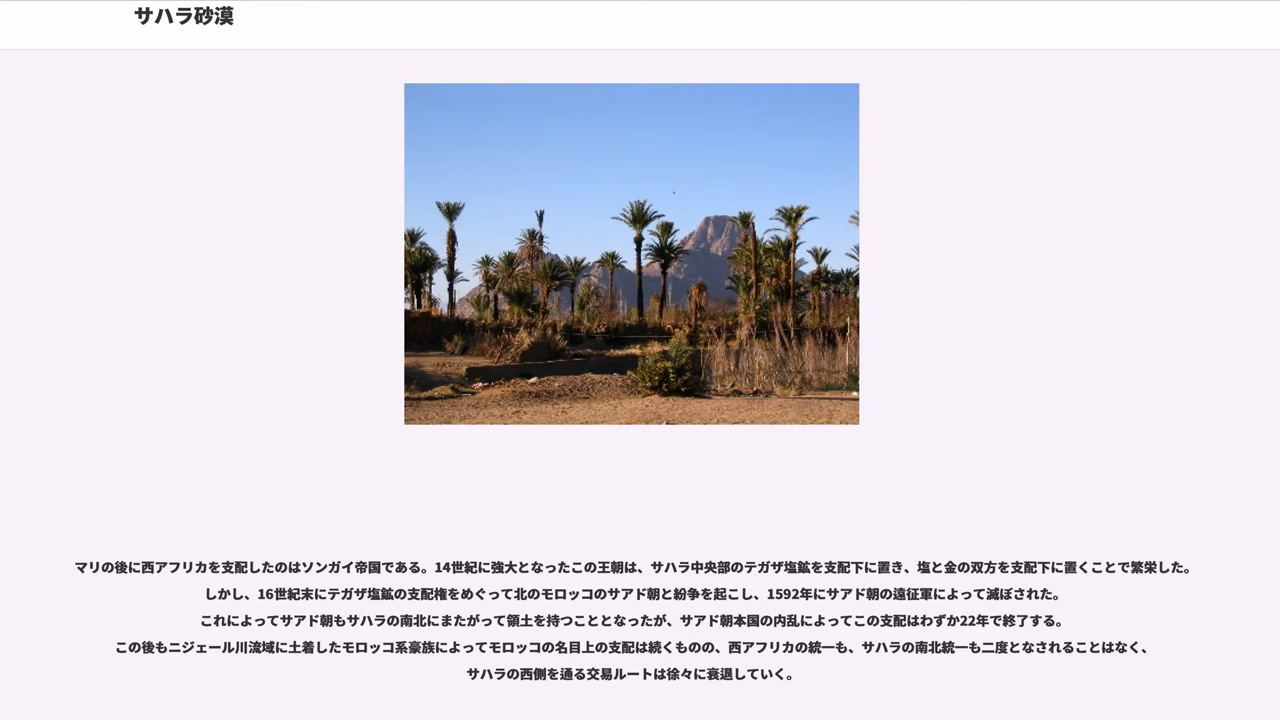 サハラ砂漠
マリの後に西アフリカを支配したのはソンガイ帝国である。14世紀に強大となったこの王朝は、サハラ中央部のテガザ塩鉱を支配下に置き、塩と金の双方を支配下に置くことで繁栄した。
しかし、16世紀末にテガザ塩鉱の支配権をめぐって北のモロッコのサアド朝と紛争を起こし、1592年にサアド朝の遠征軍によって滅ぼされた。
これによってサアド朝もサハラの南北にまたがって領土を持つこととなったが、サアド朝本国の内乱によってこの支配はわずか22年で終了する。
この後もニジェール川流域に土着したモロッコ系豪族によってモロッコの名目上の支配は続くものの、西アフリカの統一も、サハラの南北統一も二度となされることはなく、
サハラの西側を通る交易ルートは徐々に衰退していく。